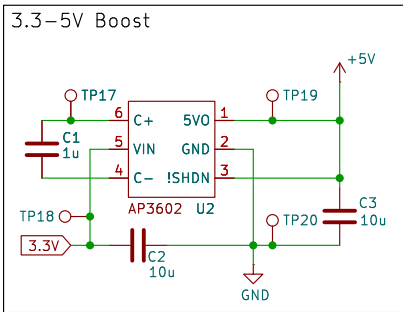 3.3-5V Boost
+5V
TP17
TP19
6 C+ 5VO 1
C1
1u
5 VIN GND 2
4 C- !SHDN 3
AP3602 U2
C3
10u
TP18
TP20
3.3V
C2
10u
GND